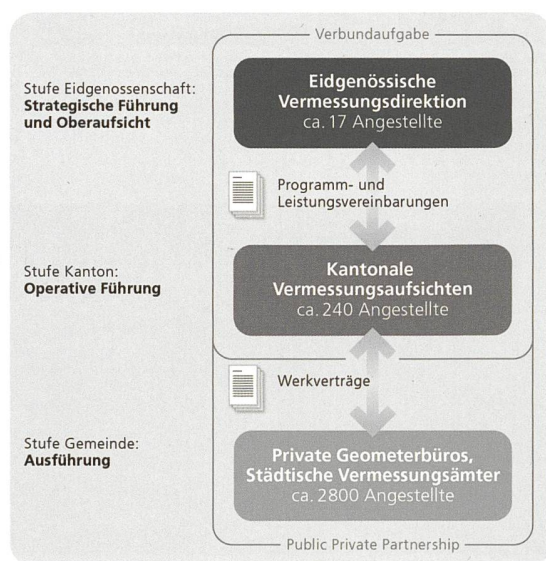 Verbundaufgabe
Stufe Eidgenossenschaft:
Strategische Führung
und Oberaufsicht
Eidgenössische
Vermessungsdirektion
ca. 17 Angestellte
Programm- und
Leistungsvereinbarungen
Stufe Kanton:
Operative Führung
Kantonale
Vermessungsaufsichten
ca. 240 Angestellte
Werkverträge
Stufe Gemeinde:
Ausführung
Private Geometerbüros,
Städtische Vermessungsämter
ca. 2800 Angestellte
Public Private Partnership